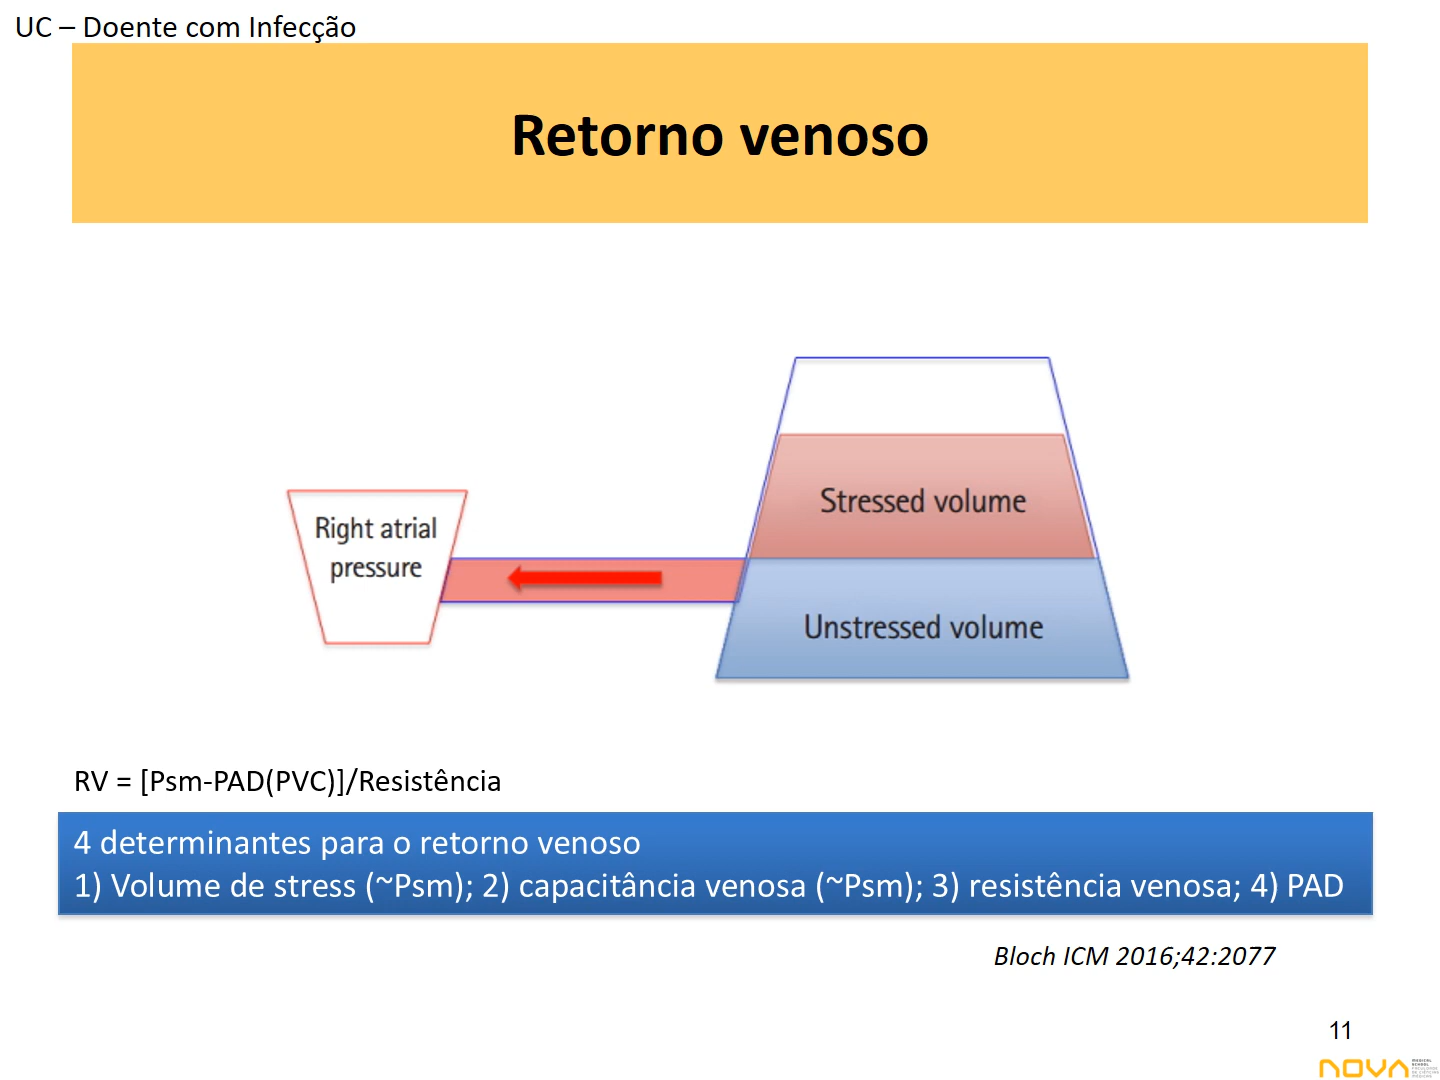 UC – Doente com Infecção
Retorno venoso
Right atrial
pressure
Stressed volume
Unstressed volume
RV = [Psm-PAD(PVC)]/Resistência
4 determinantes para o retorno venoso
1) Volume de stress (~Psm); 2) capacitância venosa (~Psm); 3) resistência venosa; 4) PAD
Bloch ICM 2016;42:2077
11
NOVA
MEDICAL
SCHOOL